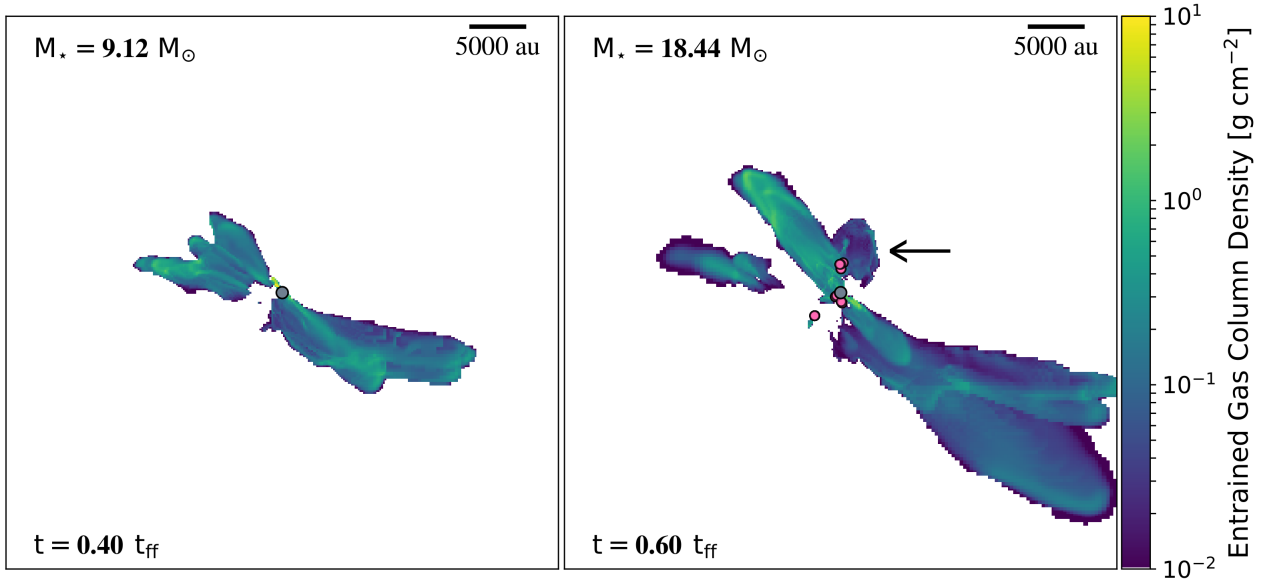 M⋆ = 9.12 M⊙
5000 au
t = 0.40 tff
M⋆ = 18.44 M⊙
5000 au
t = 0.60 tff
10¹
10⁰
10⁻¹
10⁻²
Entrained Gas Column Density [g cm⁻²]